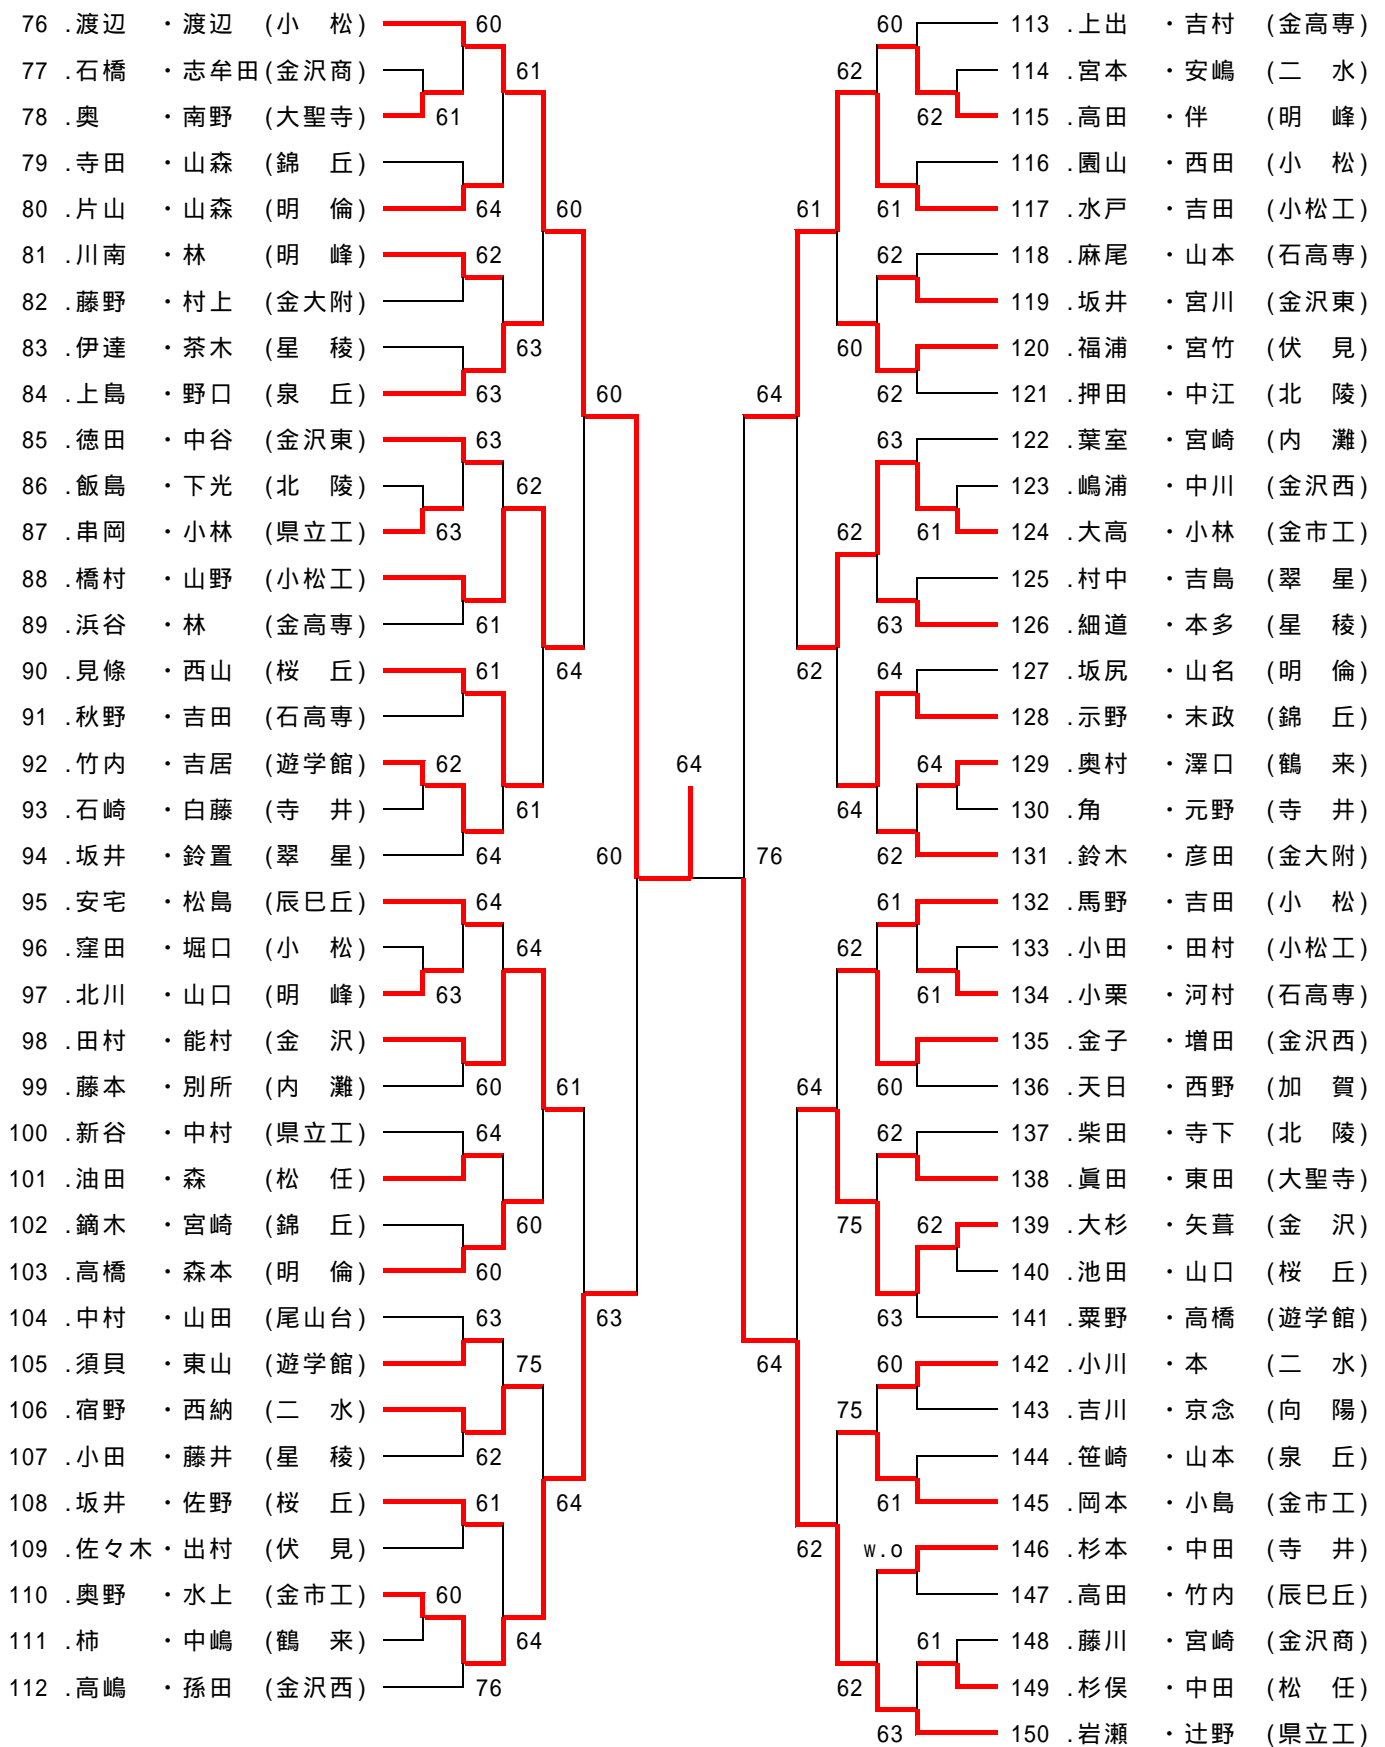 76 .渡辺 ・渡辺 (小 松)
77 .石橋 ・志牟田(金沢商)
78 .奥 ・南野 (大聖寺)
79 .寺田 ・山森 (錦 丘)
80 .片山 ・山森 (明 倫)
81 .川南 ・林 (明 峰)
82 .藤野 ・村上 (金大附)
83 .伊達 ・茶木 (星 稜)
84 .上島 ・野口 (泉 丘)
85 .徳田 ・中谷 (金沢東)
86 .飯島 ・下光 (北 陵)
87 .串岡 ・小林 (県立工)
88 .橋村 ・山野 (小松工)
89 .浜谷 ・林 (金高専)
90 .見條 ・西山 (桜 丘)
91 .秋野 ・吉田 (石高専)
92 .竹内 ・吉居 (遊学館)
93 .石崎 ・白藤 (寺 井)
94 .坂井 ・鈴置 (翠 星)
95 .安宅 ・松島 (辰巳丘)
96 .窪田 ・堀口 (小 松)
97 .北川 ・山口 (明 峰)
98 .田村 ・能村 (金 沢)
99 .藤本 ・別所 (内 灘)
100 .新谷 ・中村 (県立工)
101 .油田 ・森 (松 任)
102 .鏑木 ・宮崎 (錦 丘)
103 .高橋 ・森本 (明 倫)
104 .中村 ・山田 (尾山台)
105 .須貝 ・東山 (遊学館)
106 .宿野 ・西納 (二 水)
107 .小田 ・藤井 (星 稜)
108 .坂井 ・佐野 (桜 丘)
109 .佐々木・出村 (伏 見)
110 .奥野 ・水上 (金市工)
111 .柿 ・中嶋 (鶴 来)
112 .高嶋 ・孫田 (金沢西)
60
61
64
62
63
63
63
61
61
62
64
64
63
60
64
60
63
62
61
60
76
61
63
62
61
64
60
75
64
60
64
61
64
60
63
60
64
76
64
64
61
62
64
62
62
60
62
64
62
75
75
62
60
62
61
62
62
63
61
63
64
64
62
61
61
60
62
62
63
60
61
w.o
61
63
113 .上出 ・吉村 (金高専)
114 .宮本 ・安嶋 (二 水)
115 .高田 ・伴 (明 峰)
116 .園山 ・西田 (小 松)
117 .水戸 ・吉田 (小松工)
118 .麻尾 ・山本 (石高専)
119 .坂井 ・宮川 (金沢東)
120 .福浦 ・宮竹 (伏 見)
121 .押田 ・中江 (北 陵)
122 .葉室 ・宮崎 (内 灘)
123 .嶋浦 ・中川 (金沢西)
124 .大高 ・小林 (金市工)
125 .村中 ・吉島 (翠 星)
126 .細道 ・本多 (星 稜)
127 .坂尻 ・山名 (明 倫)
128 .示野 ・末政 (錦 丘)
129 .奥村 ・澤口 (鶴 来)
130 .角 ・元野 (寺 井)
131 .鈴木 ・彦田 (金大附)
132 .馬野 ・吉田 (小 松)
133 .小田 ・田村 (小松工)
134 .小栗 ・河村 (石高専)
135 .金子 ・増田 (金沢西)
136 .天日 ・西野 (加 賀)
137 .柴田 ・寺下 (北 陵)
138 .眞田 ・東田 (大聖寺)
139 .大杉 ・矢葺 (金 沢)
140 .池田 ・山口 (桜 丘)
141 .粟野 ・高橋 (遊学館)
142 .小川 ・本 (二 水)
143 .吉川 ・京念 (向 陽)
144 .笹崎 ・山本 (泉 丘)
145 .岡本 ・小島 (金市工)
146 .杉本 ・中田 (寺 井)
147 .高田 ・竹内 (辰巳丘)
148 .藤川 ・宮崎 (金沢商)
149 .杉俣 ・中田 (松 任)
150 .岩瀬 ・辻野 (県立工)